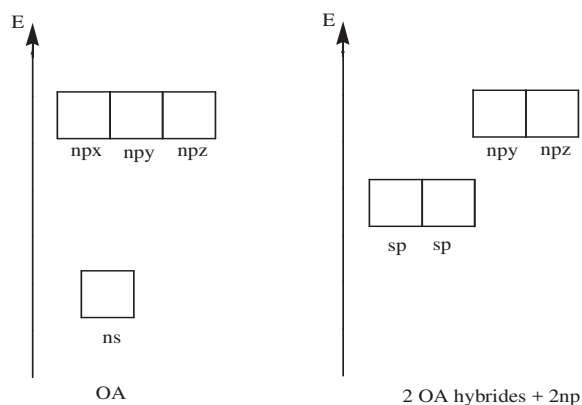 E
npx npy npz
ns
OA
E
npy npz
sp sp
2 OA hybrides + 2np